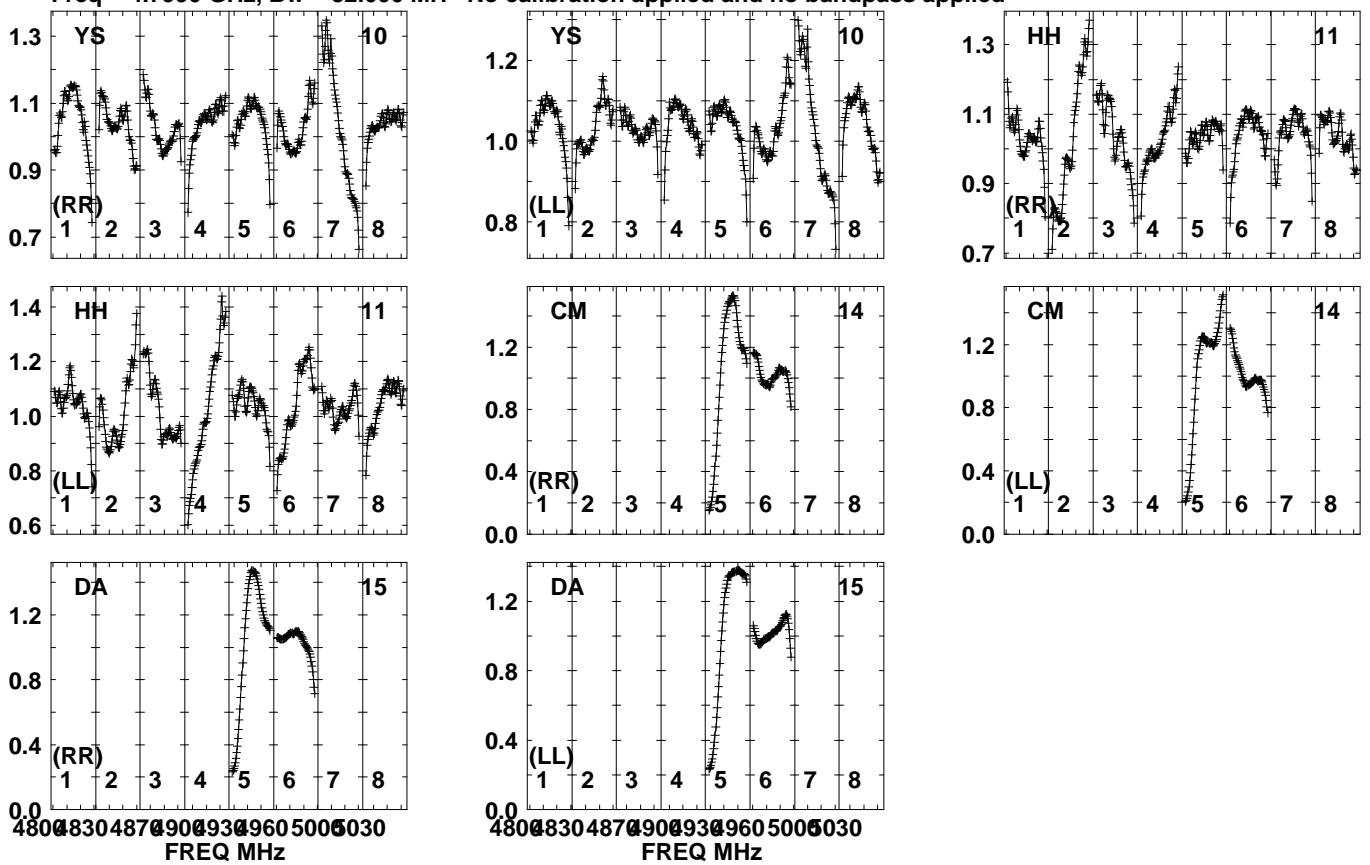 No calibration applied and no bandpass applied
1.3 YS 10 YS 10 1.3 HH 11
1.2
1.1 1.1
1.0
0.9 0.9
(RR) (LL) 0.8 (RR)
0.7 1 2 3 4 5 6 7 8 1 2 3 4 5 6 7 8 0.7 1 2 3 4 5 6 7 8
1.4 HH 11 CM 14 CM 14
1.2 1.2 1.2
1.0
0.8 0.8 0.8
0.4 0.4
(LL) (RR) (LL)
0.6 1 2 3 4 5 6 7 8 0.0 1 2 3 4 5 6 7 8 0.0 1 2 3 4 5 6 7 8
DA 15 DA 15
1.2 1.2
0.8 0.8
0.4 0.4
(RR) (LL)
1 2 3 4 5 6 7 8 1 2 3 4 5 6 7 8
0.0 0.0
4800 4830 4870 4900 4930 4960 5000 5030 4800 4830 4870 4900 4930 4960 5000 5030
FREQ MHz FREQ MHz